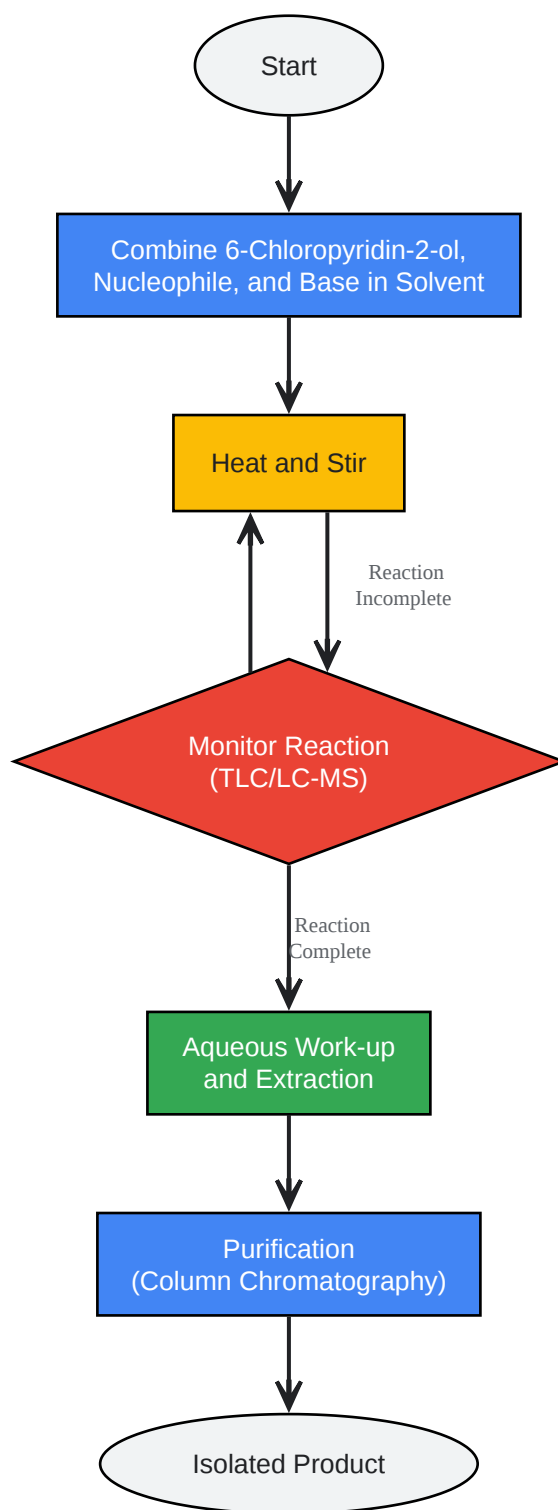 Start
Combine 6-Chloropyridin-2-ol,
Nucleophile, and Base in Solvent
Heat and Stir
Reaction
Incomplete
Monitor Reaction
(TLC/LC-MS)
Reaction
Complete
Aqueous Work-up
and Extraction
Purification
(Column Chromatography)
Isolated Product